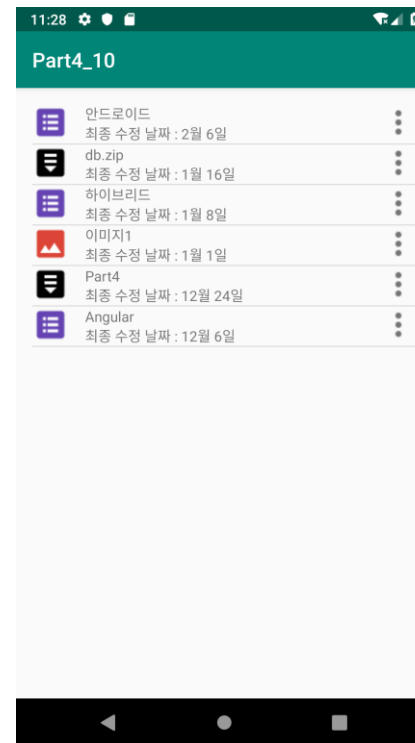 11:28
Part4_10
안드로이드
최종 수정 날짜 : 2월 6일
db.zip
최종 수정 날짜 : 1월 16일
하이브리드
최종 수정 날짜 : 1월 8일
이미지1
최종 수정 날짜 : 1월 1일
Part4
최종 수정 날짜 : 12월 24일
Angular
최종 수정 날짜 : 12월 6일